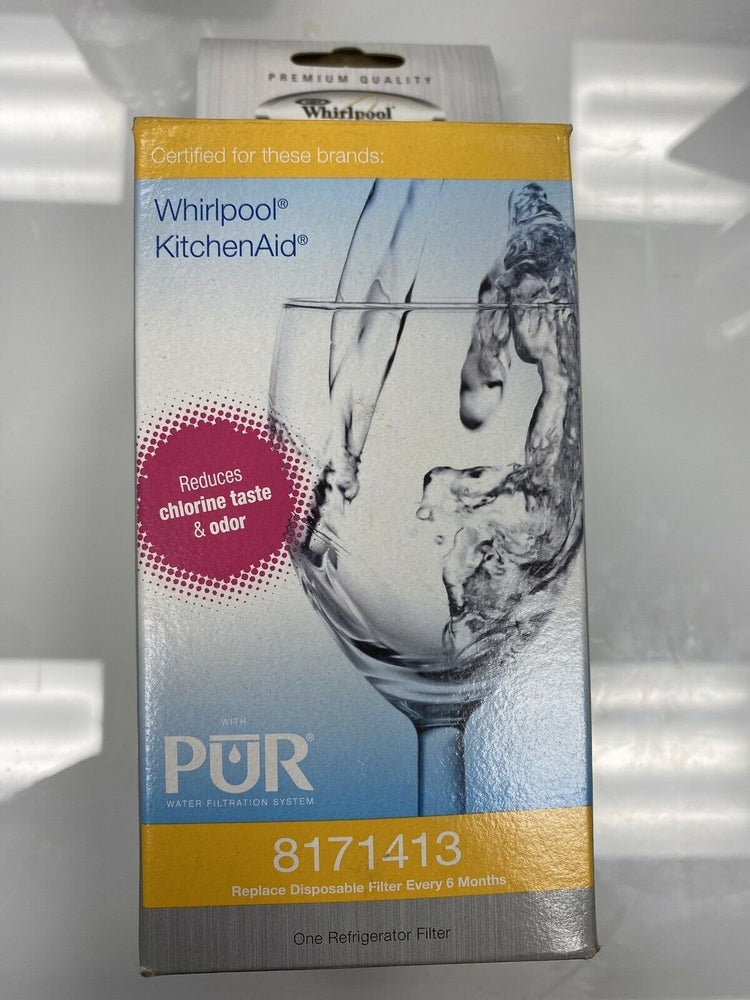 PREMIUM QUALITY
Whirlpool
Certified for these brands:
Whirlpool®
KitchenAid®
Reduces
chlorine taste
& odor
WITH
PŪR®
WATER FILTRATION SYSTEM
8171413
Replace Disposable Filter Every 6 Months
One Refrigerator Filter